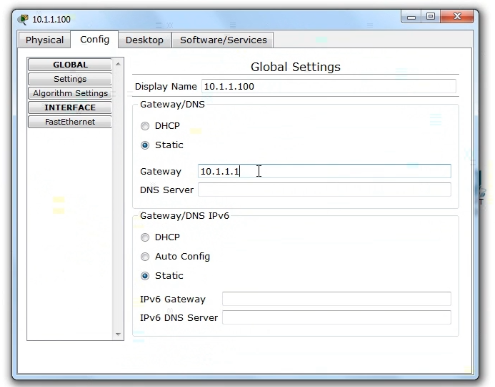 10.1.1.100
Physical Config Desktop Software/Services
GLOBAL
Settings
Algorithm Settings
INTERFACE
FastEthernet
Global Settings
Display Name 10.1.1.100
Gateway/DNS
DHCP
Static
Gateway 10.1.1.1
DNS Server
Gateway/DNS IPv6
DHCP
Auto Config
Static
IPv6 Gateway
IPv6 DNS Server